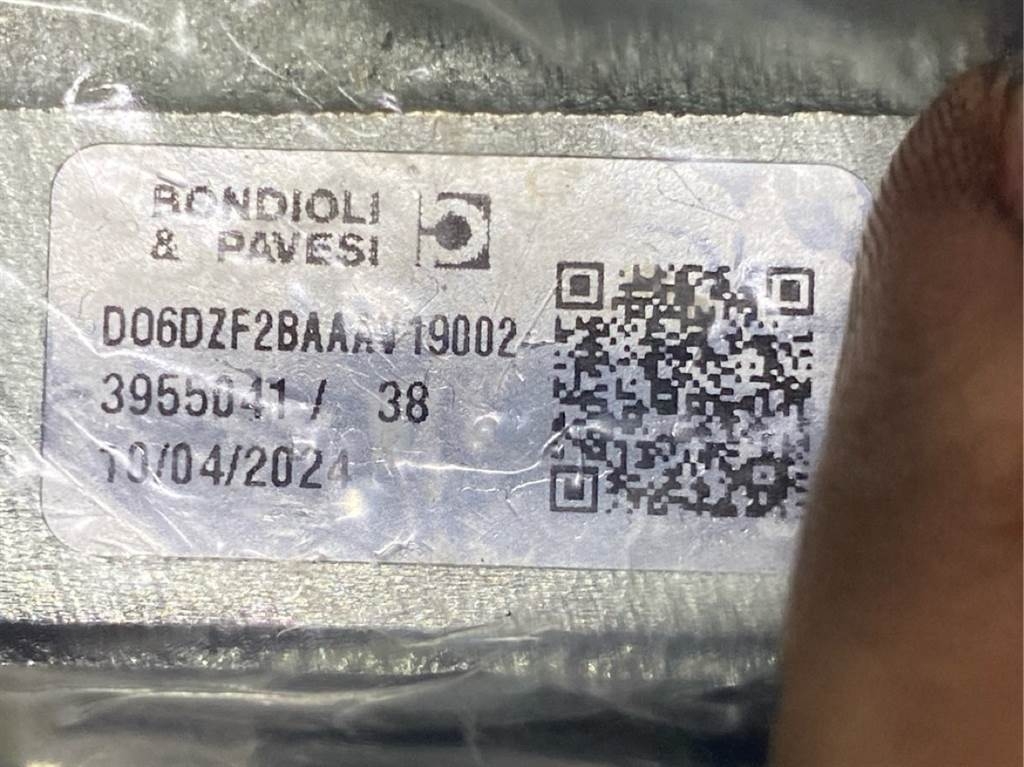 BONDIOLI
& PAVESI
D06DZF2BAAAV19002
3955041 / 38
10/04/2024